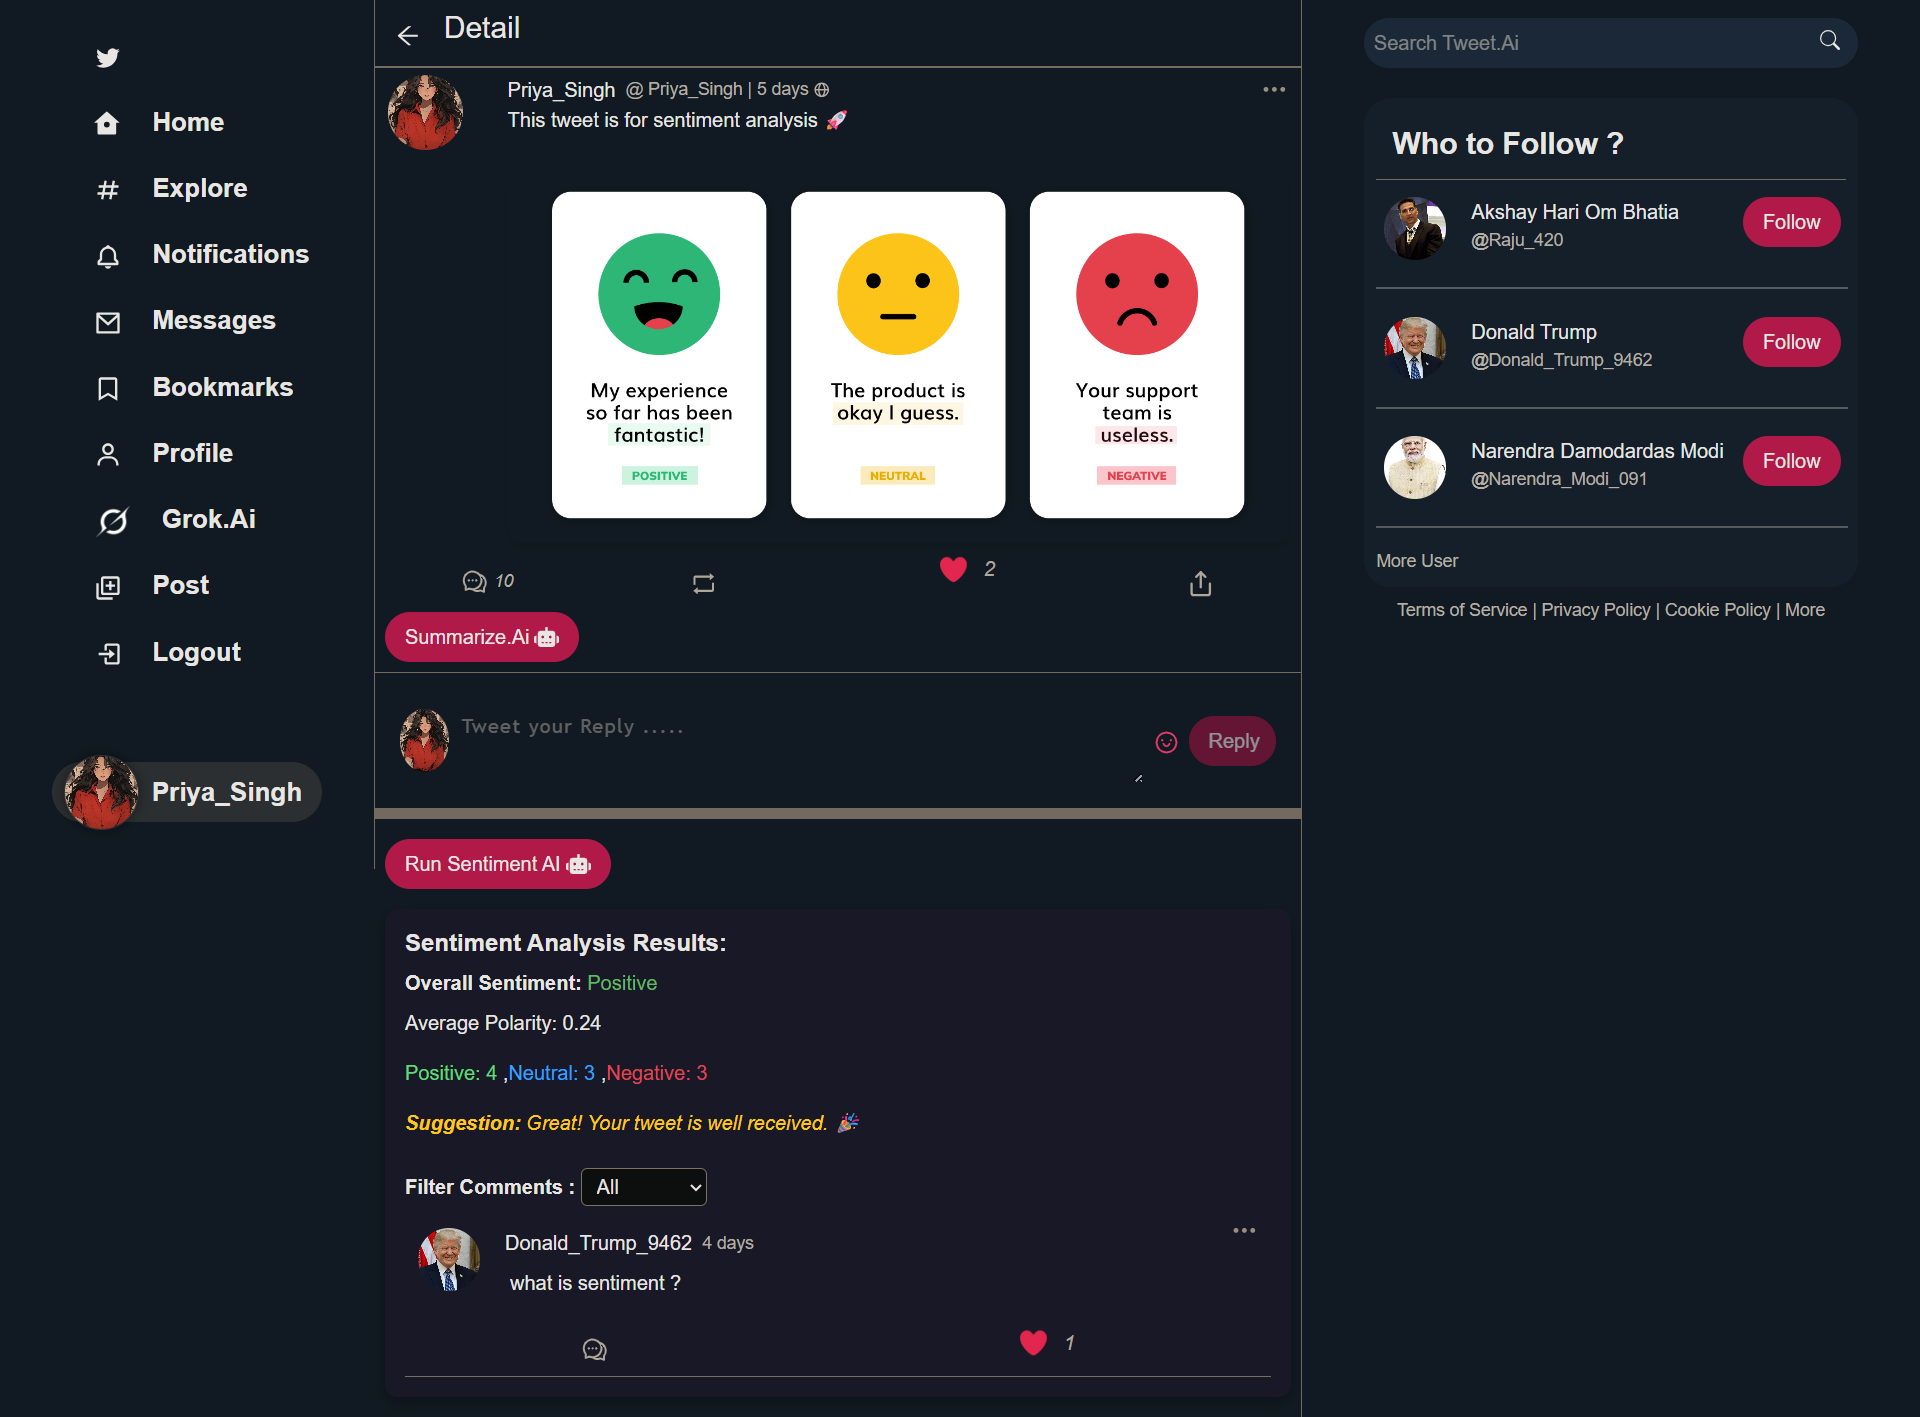 Home
Explore
Notifications
Messages
Bookmarks
Profile
Grok.Ai
Post
Logout
Priya_Singh
Detail
Priya_Singh @ Priya_Singh | 5 days
This tweet is for sentiment analysis 🚀
My experience
so far has been
fantastic!
POSITIVE
The product is
okay I guess.
NEUTRAL
Your support
team is
useless.
NEGATIVE
10
2
Summarize.Ai
Tweet your Reply .....
Reply
Run Sentiment AI
Sentiment Analysis Results:
Overall Sentiment: Positive
Average Polarity: 0.24
Positive: 4 ,Neutral: 3 ,Negative: 3
Suggestion: Great! Your tweet is well received. 🎉
Filter Comments : All
Donald_Trump_9462 4 days
what is sentiment ?
1
Search Tweet.Ai
Who to Follow ?
Akshay Hari Om Bhatia
@Raju_420
Follow
Donald Trump
@Donald_Trump_9462
Follow
Narendra Damodardas Modi
@Narendra_Modi_091
Follow
More User
Terms of Service | Privacy Policy | Cookie Policy | More